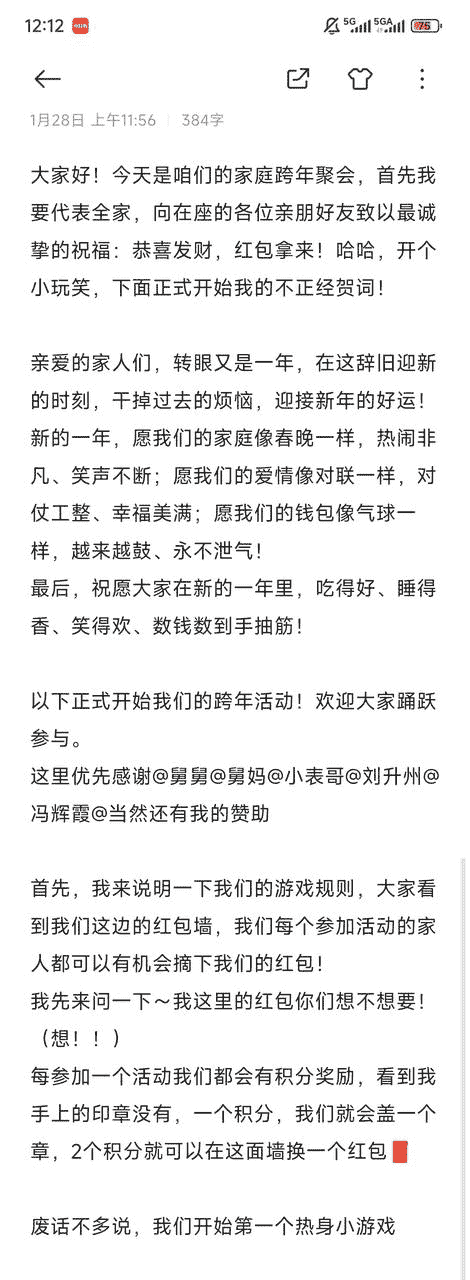 12:12 小红书 5G 5GA 75
1月28日 上午11:56 | 384字
大家好！今天是咱们的家庭跨年聚会，首先我
要代表全家，向在座的各位亲朋好友致以最诚
挚的祝福：恭喜发财，红包拿来！哈哈，开个
小玩笑，下面正式开始我的不正经贺词！
亲爱的家人们，转眼又是一年，在这辞旧迎新
的时刻，干掉过去的烦恼，迎接新年的好运！
新的一年，愿我们的家庭像春晚一样，热闹非
凡、笑声不断；愿我们的爱情像对联一样，对
仗工整、幸福美满；愿我们的钱包像气球一
样，越来越鼓、永不泄气！
最后，祝愿大家在新的一年里，吃得好、睡得
香、笑得欢、数钱数到手抽筋！
以下正式开始我们的跨年活动！欢迎大家踊跃
参与。
这里优先感谢@舅舅@舅妈@小表哥@刘升州@
冯辉霞@当然还有我的赞助
首先，我来说明一下我们的游戏规则，大家看
到我们这边的红包墙，我们每个参加活动的家
人都可以有机会摘下我们的红包！
我先来问一下～我这里的红包你们想不想要！
（想！！）
每参加一个活动我们都会有积分奖励，看到我
手上的印章没有，一个积分，我们就会盖一个
章，2个积分就可以在这面墙换一个红包🧧
废话不多说，我们开始第一个热身小游戏